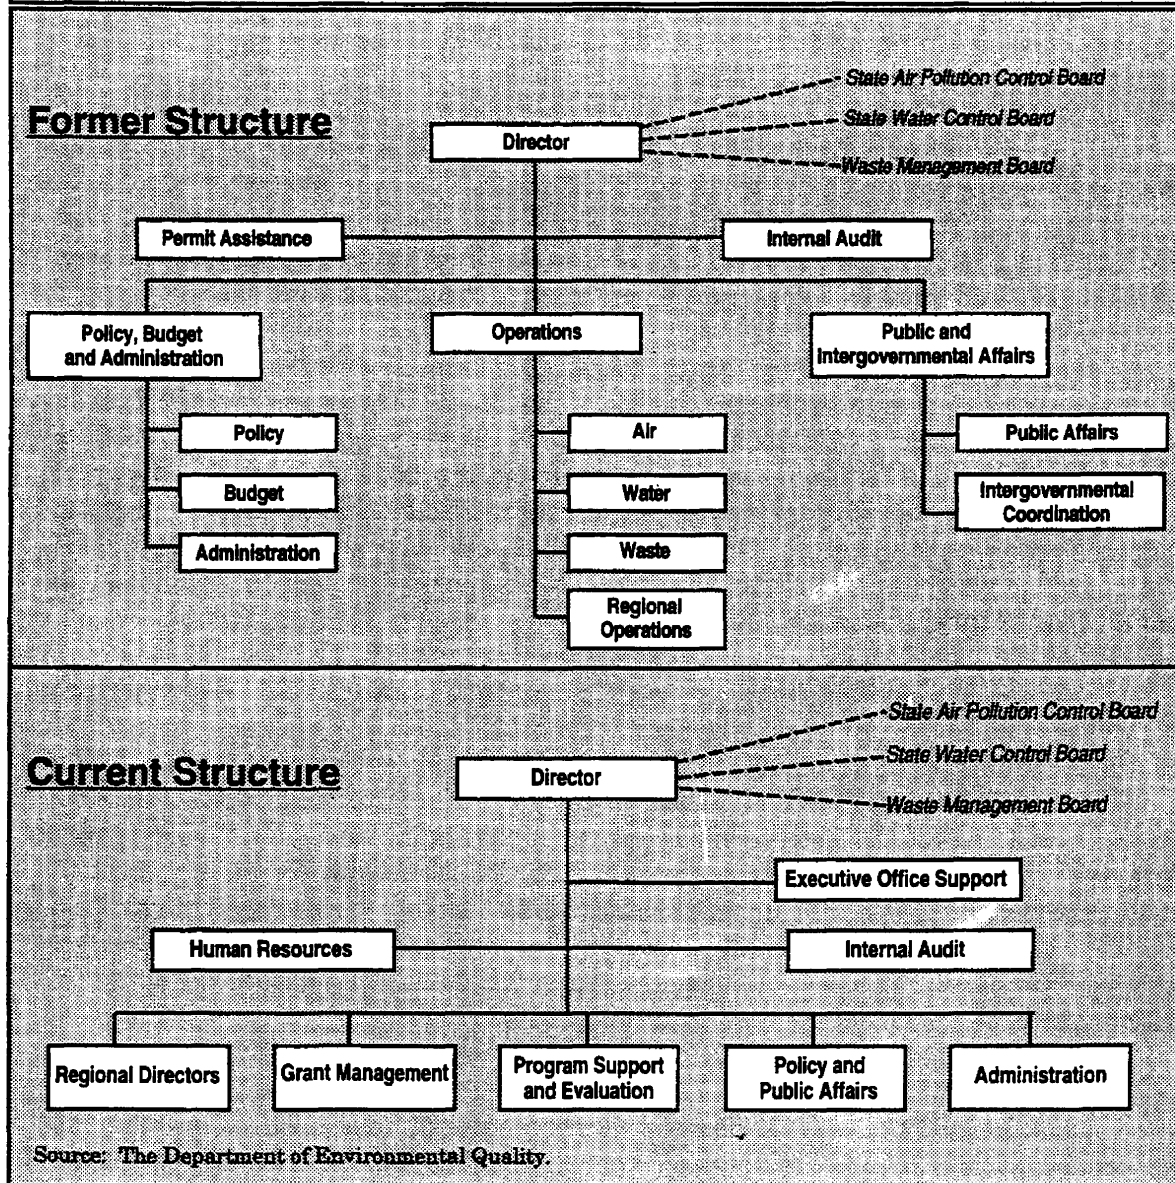 State Air Pollution Control Board
Former Structure
State Water Control Board
Director
Waste Management Board
Permit Assistance
Internal Audit
Policy, Budget
and Administration
Operations
Public and
Intergovernmental Affairs
Policy
Air
Public Affairs
Budget
Water
Intergovernmental
Coordination
Administration
Waste
Regional
Operations
State Air Pollution Control Board
State Water Control Board
Current Structure
Director
Waste Management Board
Executive Office Support
Human Resources
Internal Audit
Regional Directors
Grant Management
Program Support
and Evaluation
Policy and
Public Affairs
Administration
Source: The Department of Environmental Quality.